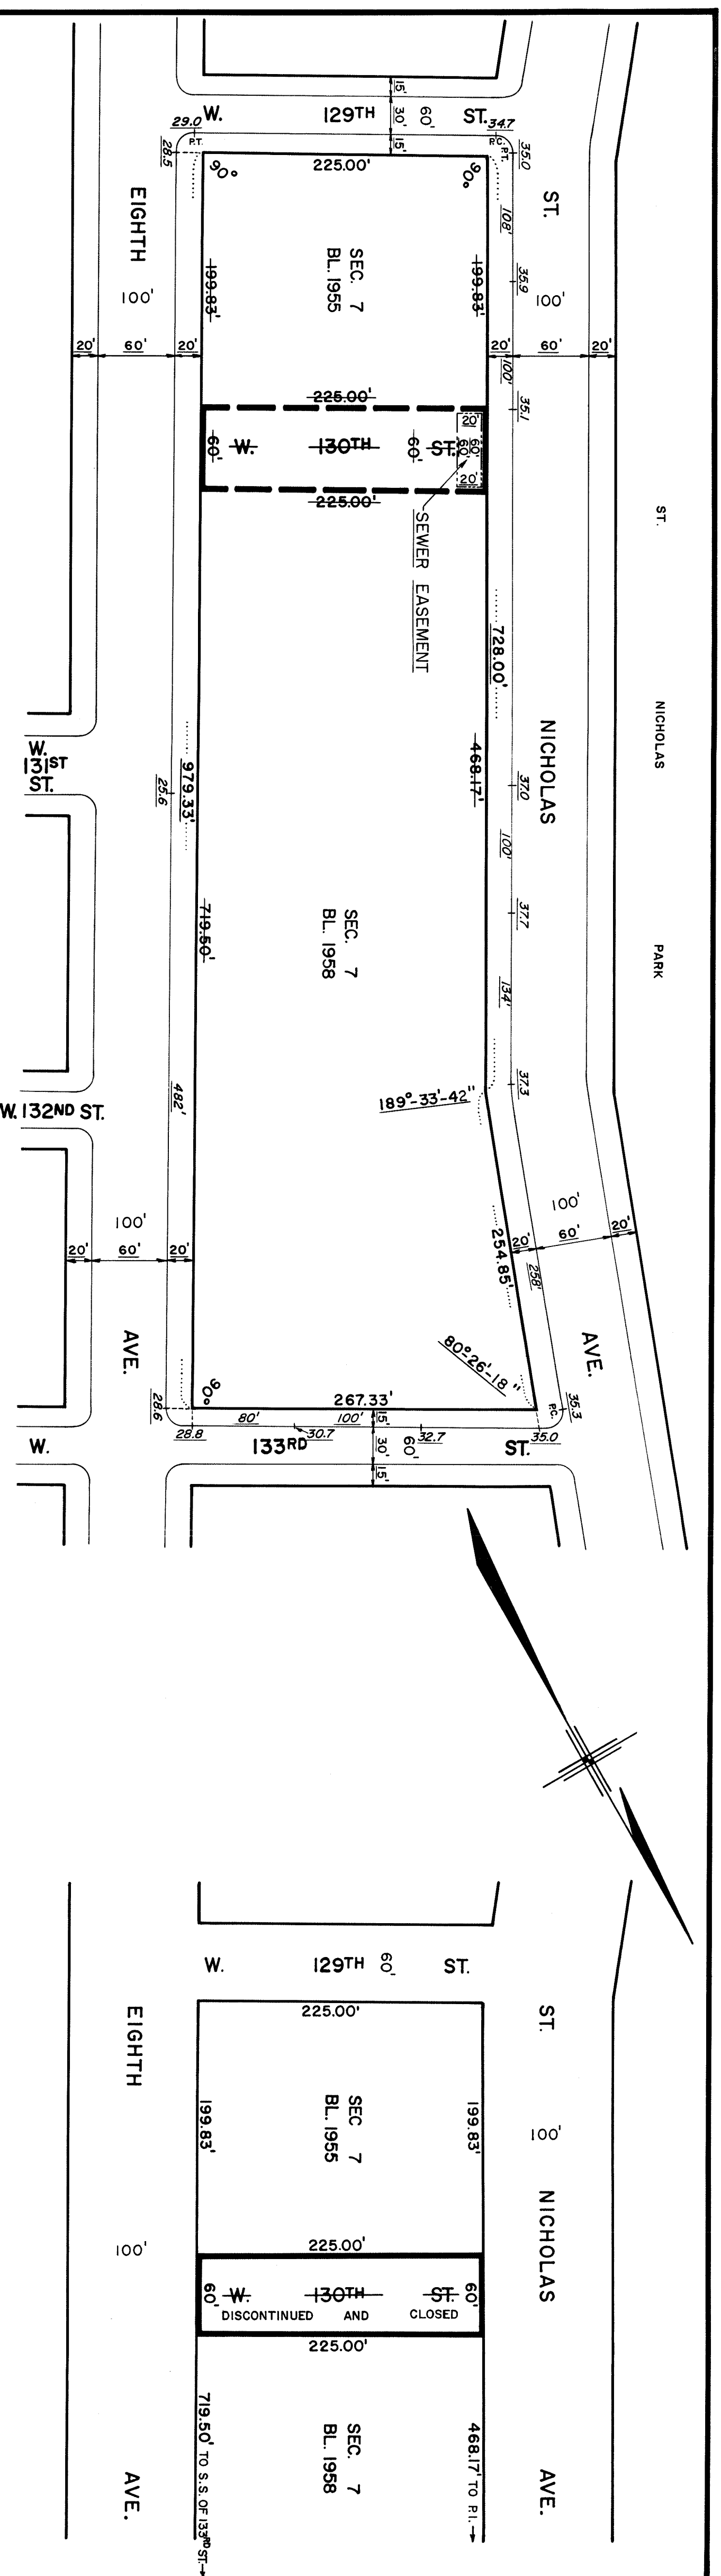 15'
W. 129TH ST.
30' 60'
29.0 34.7
P.T. 15' P.C. P.T.
28.5 225.00' 35.0
90° 90°
EIGHTH
ST.
108'
35.9
199.83' 199.83'
SEC. 7
BL. 1955
100' 100'
20' 60' 20' 20' 60' 20'
100'
35.1
225.00'
20'
60' W. 130TH 60' ST. 60' 60'
20'
225.00'
SEWER EASEMENT
ST. NICHOLAS PARK
728.00'
NICHOLAS
W.
131ST
ST.
979.33'
25.6
468.17'
37.0
100'
37.7
719.50'
SEC. 7
BL. 1958
134'
37.3
189°-33'-42"
482'
W. 132ND ST.
100' 100'
20' 60' 20' 20' 60' 20'
254.85'
258'
AVE. AVE.
80°-26'-18"
90°
267.33'
28.6 35.3
P.C.
80' 100' 15'
28.8 30.7 32.7 35.0
W. 133RD 30' 60' ST.
15'
W. 129TH 60' ST.
225.00'
EIGHTH ST.
199.83' 199.83'
SEC 7
BL. 1955
100'
NICHOLAS
100'
225.00'
60' W. 130TH ST. 60'
DISCONTINUED AND CLOSED
225.00'
719.50' TO S.S. OF 133RD ST.
468.17' TO P.I.
SEC. 7
BL. 1958
AVE. AVE.